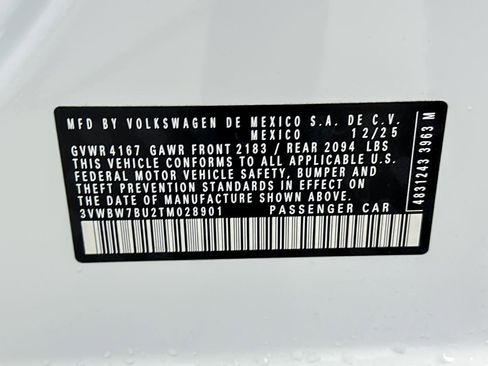 MFD BY VOLKSWAGEN DE MEXICO S.A. DE C.V.
MEXICO 12/25
GVWR 4167 GAWR FRONT 2183 / REAR 2094 LBS
THIS VEHICLE CONFORMS TO ALL APPLICABLE U.S.
FEDERAL MOTOR VEHICLE SAFETY, BUMPER AND
THEFT PREVENTION STANDARDS IN EFFECT ON
THE DATE OF MANUFACTURE SHOWN ABOVE.
3VWBW7BU2TM028901 PASSENGER CAR
48311243 3963 M